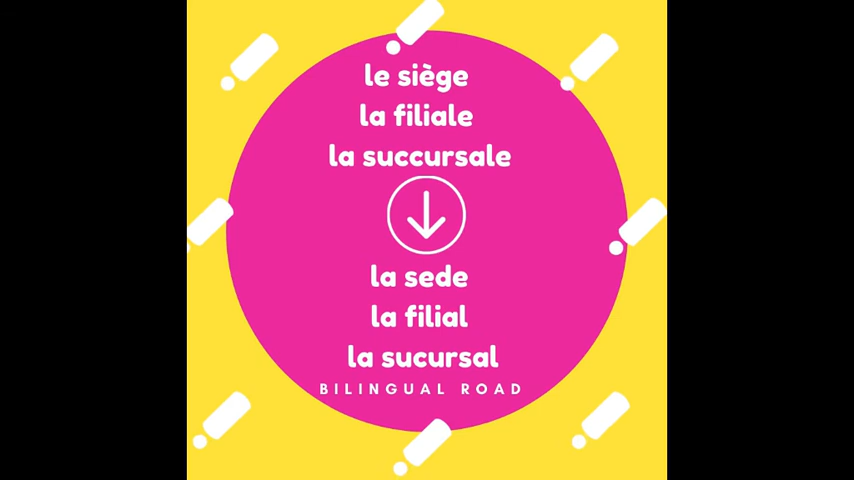 le siège
la filiale
la succursale
la sede
la filial
la sucursal
BILINGUAL ROAD